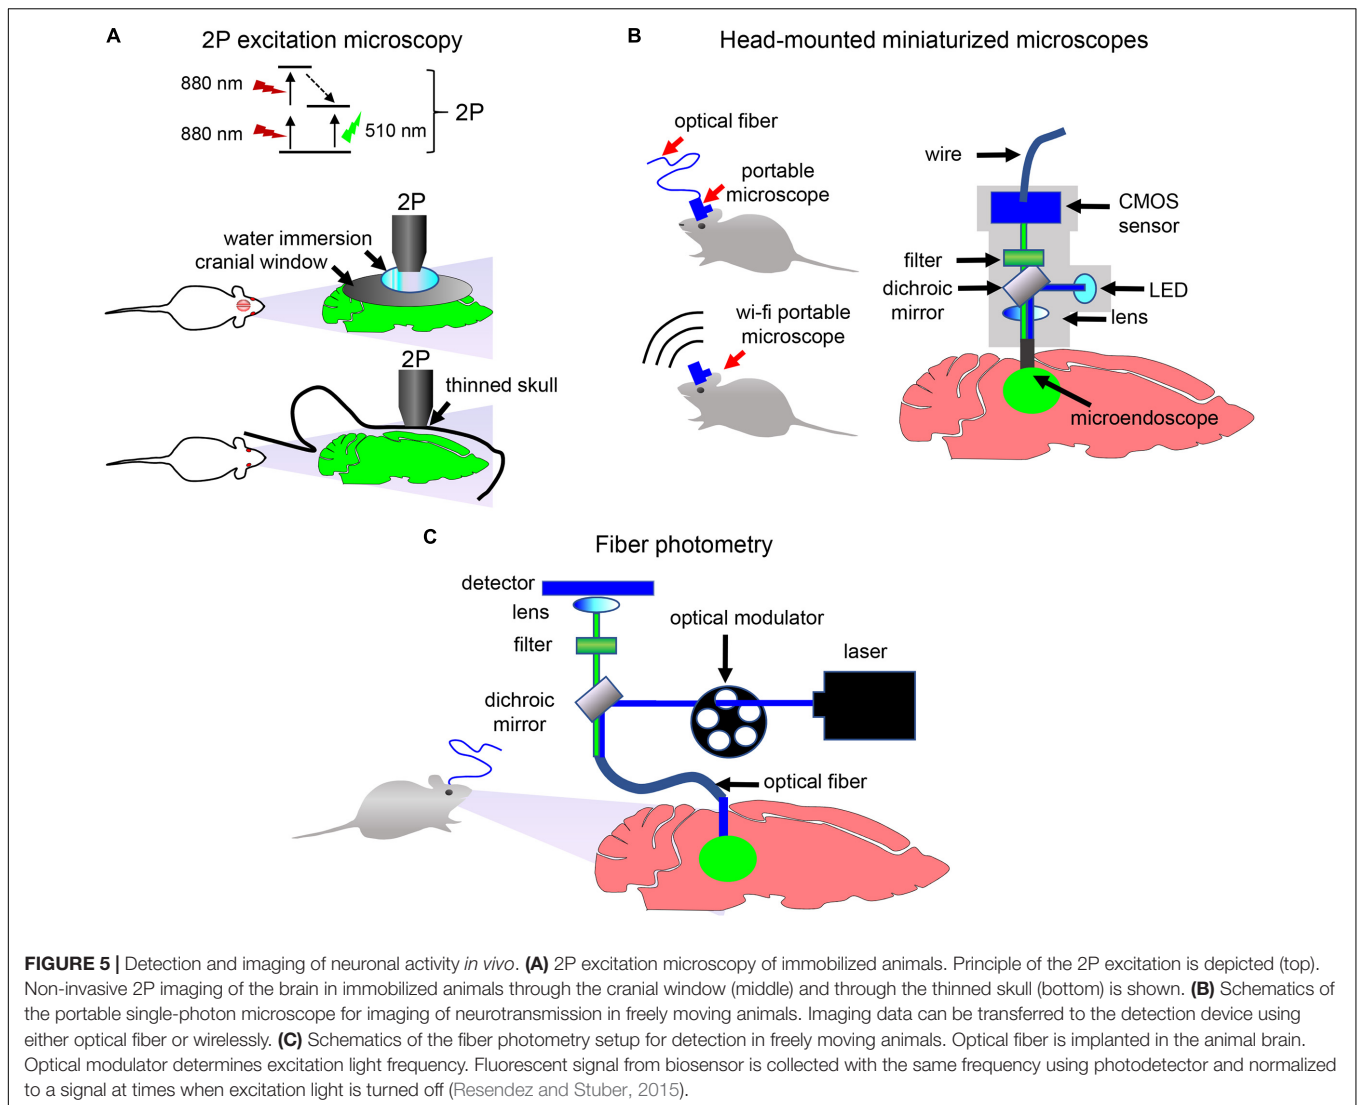 A
2P excitation microscopy
880 nm
880 nm
510 nm
2P
2P
water immersion
cranial window
2P
thinned skull
B
Head-mounted miniaturized microscopes
optical fiber
portable
microscope
wi-fi portable
microscope
wire
CMOS
sensor
filter
dichroic
mirror
LED
lens
microendoscope
C
Fiber photometry
detector
lens
filter
dichroic
mirror
optical modulator
laser
optical fiber
FIGURE 5 | Detection and imaging of neuronal activity in vivo. (A) 2P excitation microscopy of immobilized animals. Principle of the 2P excitation is depicted (top).
Non-invasive 2P imaging of the brain in immobilized animals through the cranial window (middle) and through the thinned skull (bottom) is shown. (B) Schematics of
the portable single-photon microscope for imaging of neurotransmission in freely moving animals. Imaging data can be transferred to the detection device using
either optical fiber or wirelessly. (C) Schematics of the fiber photometry setup for detection in freely moving animals. Optical fiber is implanted in the animal brain.
Optical modulator determines excitation light frequency. Fluorescent signal from biosensor is collected with the same frequency using photodetector and normalized
to a signal at times when excitation light is turned off (Resendez and Stuber, 2015).